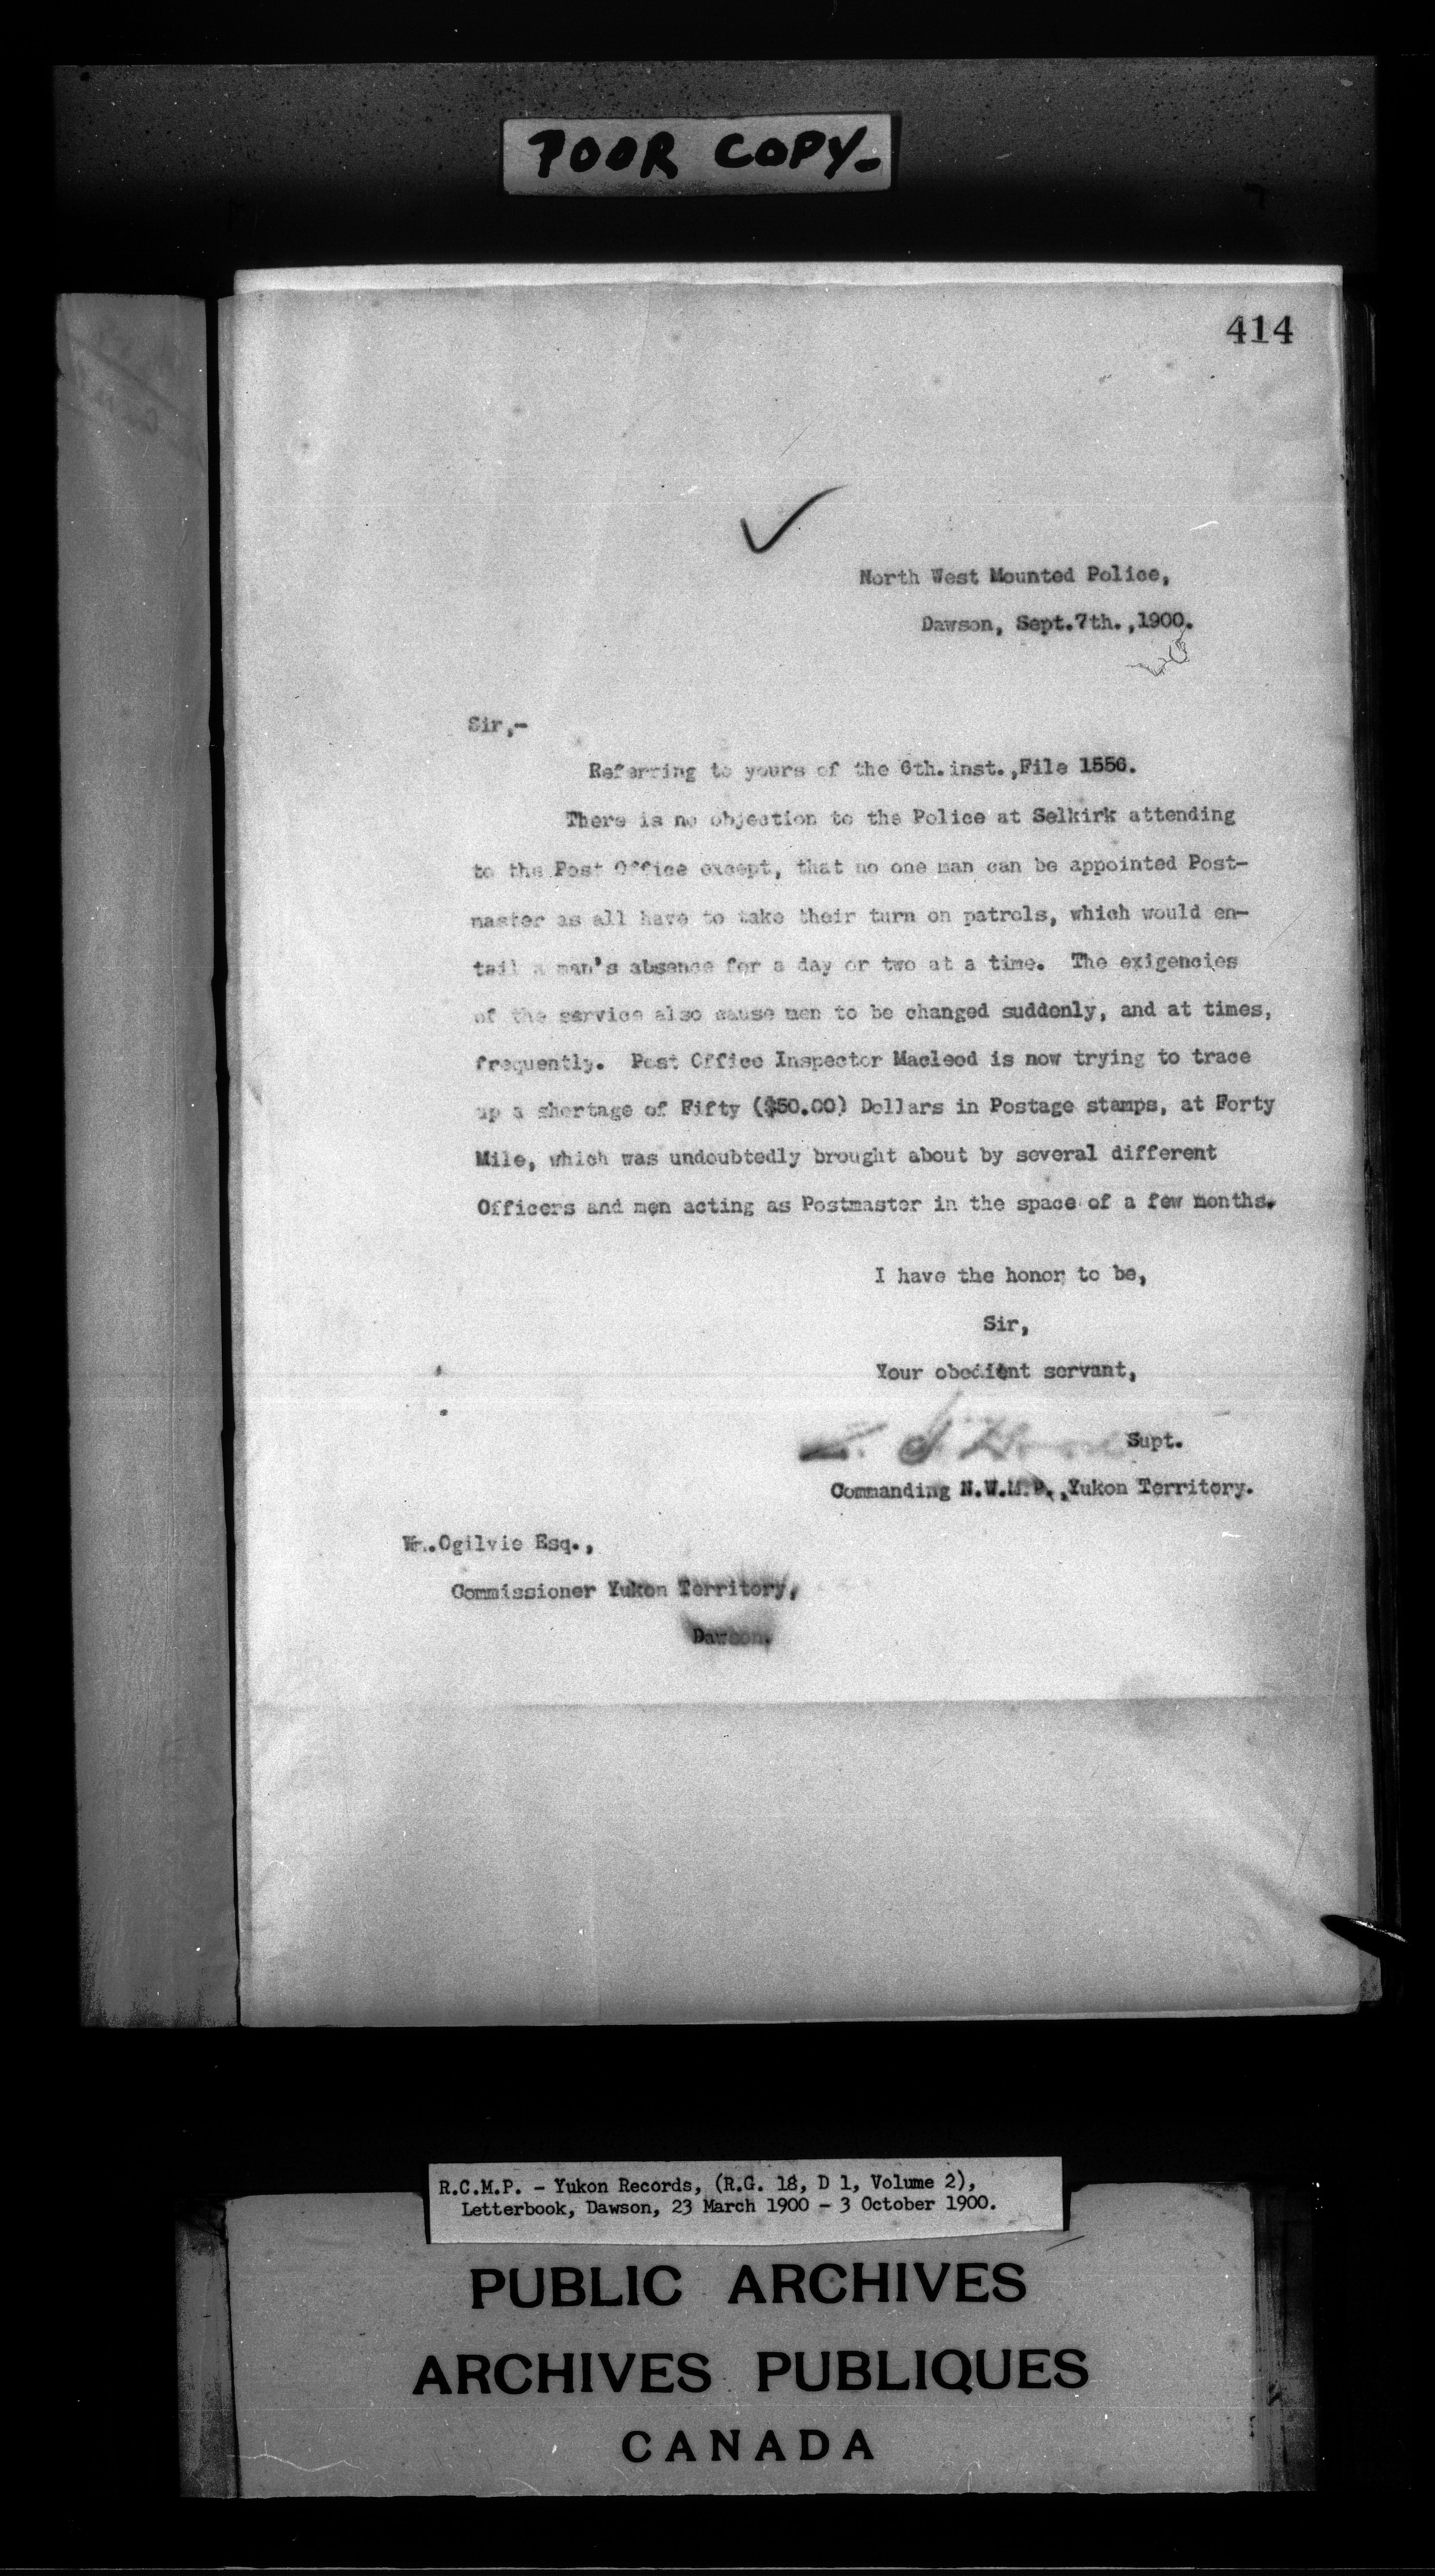 POOR COPY-
414
North West Mounted Police,
Dawson, Sept.7th.,1900.
Sir,-
Referring to yours of the 6th.inst.,File 1556.
There is no objection to the Police at Selkirk attending
to the Post Office except, that no one man can be appointed Post-
master as all have to take their turn on patrols, which would en-
tail a man's absence for a day or two at a time. The exigencies
of the service also cause men to be changed suddenly, and at times,
frequently. Post Office Inspector Macleod is now trying to trace
up a shortage of Fifty ($50.00) Dollars in Postage stamps, at Forty
Mile, which was undoubtedly brought about by several different
Officers and men acting as Postmaster in the space of a few months.
I have the honor to be,
Sir,
Your obedient servant,
Supt.
Commanding N.W.M.P.,Yukon Territory.
Wm.Ogilvie Esq.,
Commissioner Yukon Territory,
Dawson.
R.C.M.P. - Yukon Records, (R.G. 18, D 1, Volume 2),
Letterbook, Dawson, 23 March 1900 - 3 October 1900.
PUBLIC ARCHIVES
ARCHIVES PUBLIQUES
CANADA